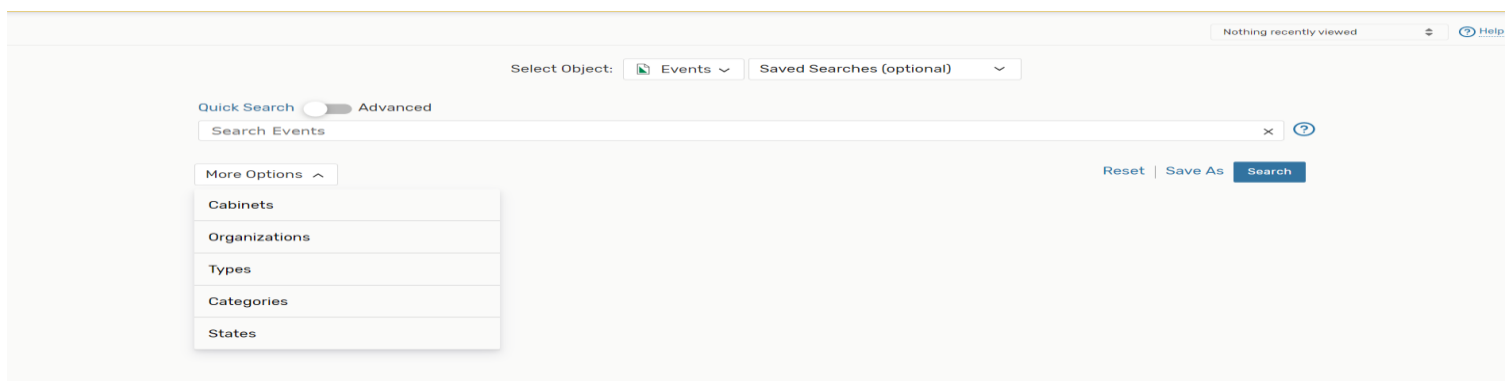 Nothing recently viewed
Help
Select Object: Events Saved Searches (optional)
Quick Search Advanced
Search Events
More Options
Reset | Save As Search
Cabinets
Organizations
Types
Categories
States